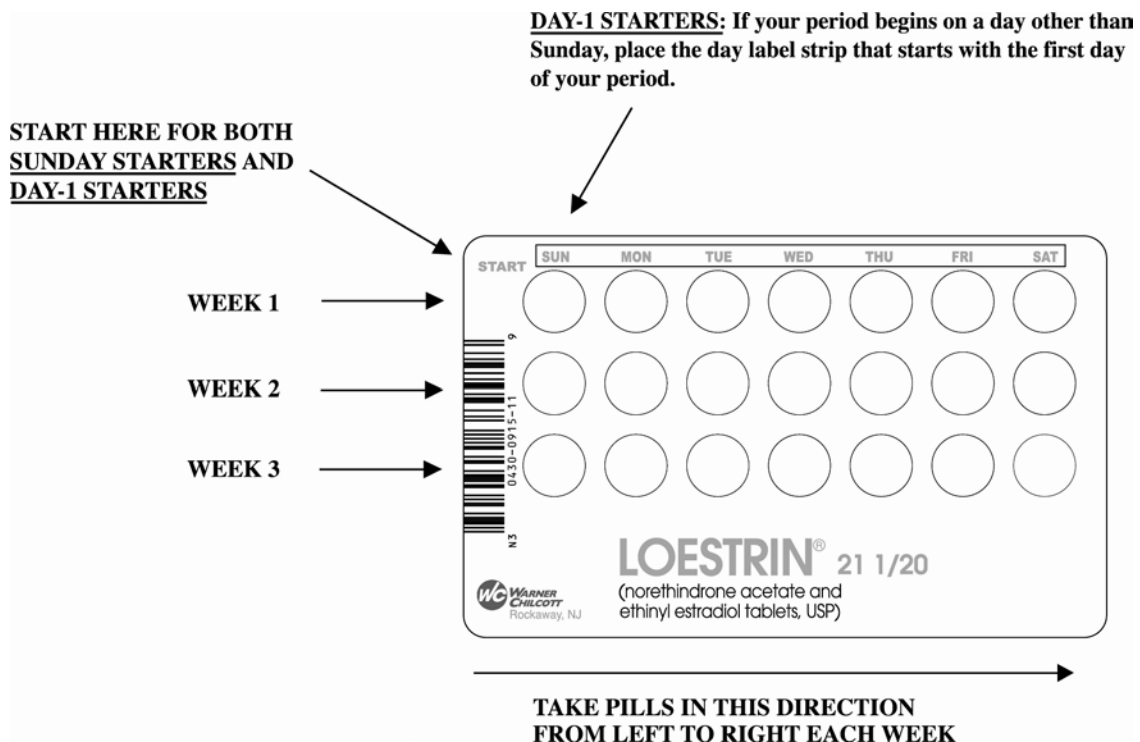 DAY-1 STARTERS: If your period begins on a day other than
Sunday, place the day label strip that starts with the first day
of your period.
START HERE FOR BOTH
SUNDAY STARTERS AND
DAY-1 STARTERS
START SUN MON TUE WED THU FRI SAT
WEEK 1
WEEK 2
WEEK 3
N3 0430-0915-11 9
LOESTRIN® 21 1/20
(norethindrone acetate and
ethinyl estradiol tablets, USP)
WC WARNER
CHILCOTT
Rockaway, NJ
TAKE PILLS IN THIS DIRECTION
FROM LEFT TO RIGHT EACH WEEK